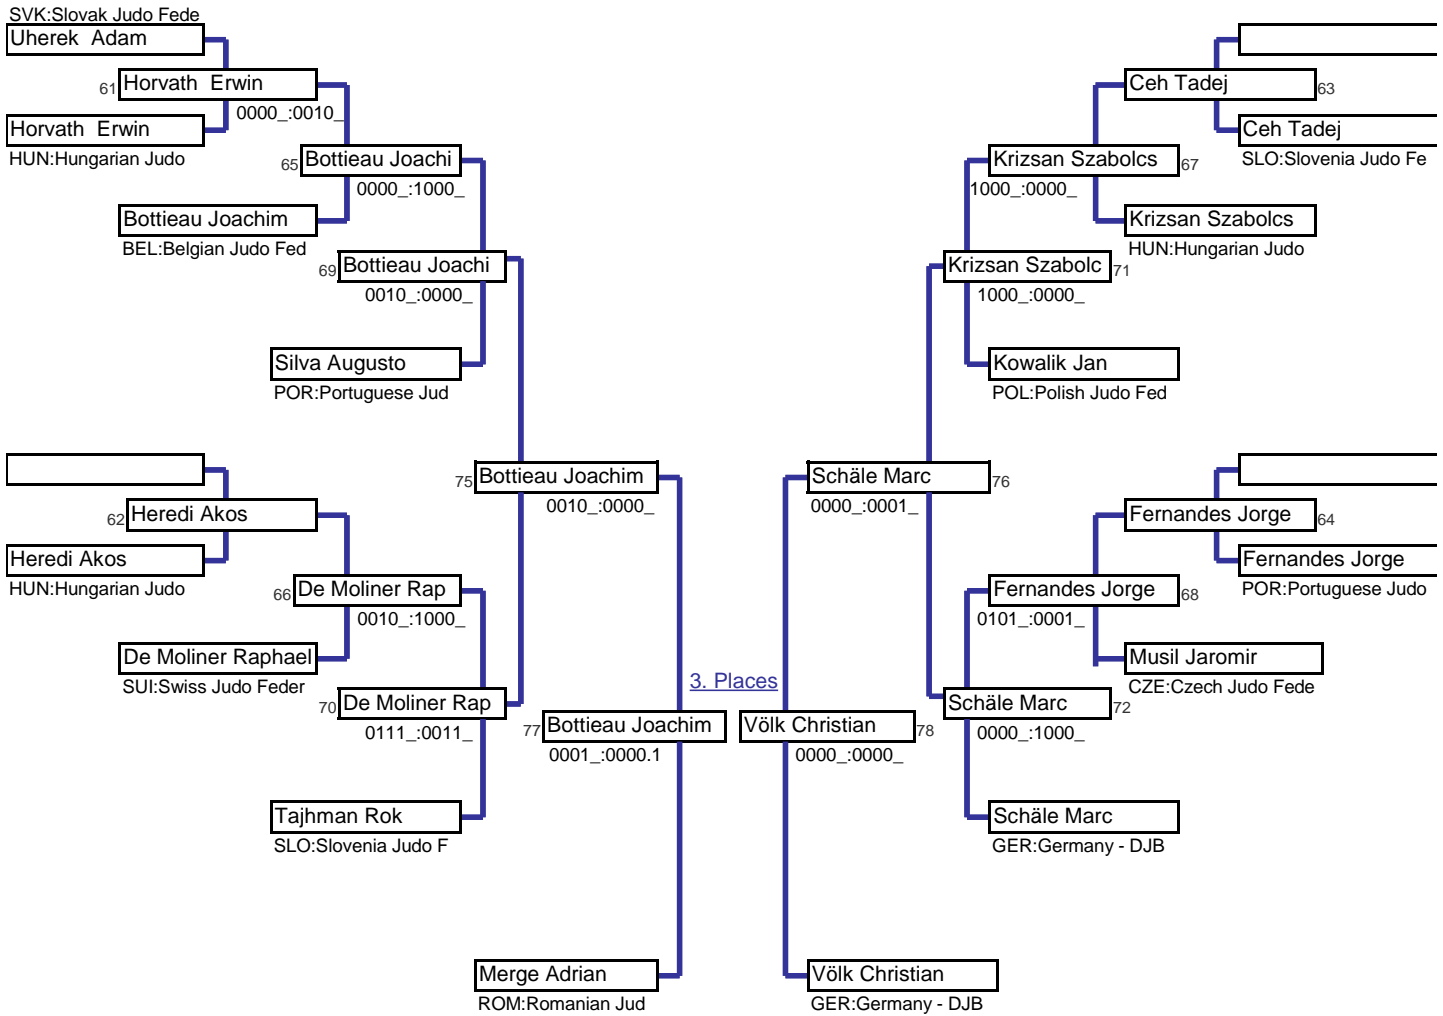 SVK:Slovak Judo Fede
Uherek  Adam
61
Horvath  Erwin
0000_:0010_
Horvath  Erwin
HUN:Hungarian Judo
65
Bottieau Joachi
0000_:1000_
Bottieau Joachim
BEL:Belgian Judo Fed
69
Bottieau Joachi
0010_:0000_
Silva Augusto
POR:Portuguese Jud
75
Bottieau Joachim
0010_:0000_
62
Heredi Akos
Heredi Akos
HUN:Hungarian Judo
66
De Moliner Rap
0010_:1000_
De Moliner Raphael
SUI:Swiss Judo Feder
70
De Moliner Rap
0111_:0011_
Tajhman Rok
SLO:Slovenia Judo F
3. Places
77
Bottieau Joachim
0001_:0000.1
Merge Adrian
ROM:Romanian Jud
Ceh Tadej
63
Ceh Tadej
SLO:Slovenia Judo Fe
Krizsan Szabolcs
67
1000_:0000_
Krizsan Szabolcs
HUN:Hungarian Judo
Krizsan Szabolc
71
1000_:0000_
Kowalik Jan
POL:Polish Judo Fed
Schäle Marc
76
0000_:0001_
Fernandes Jorge
64
Fernandes Jorge
POR:Portuguese Judo
Fernandes Jorge
68
0101_:0001_
Musil Jaromir
CZE:Czech Judo Fede
Schäle Marc
72
0000_:1000_
Schäle Marc
GER:Germany - DJB
Völk Christian
78
0000_:0000_
Völk Christian
GER:Germany - DJB